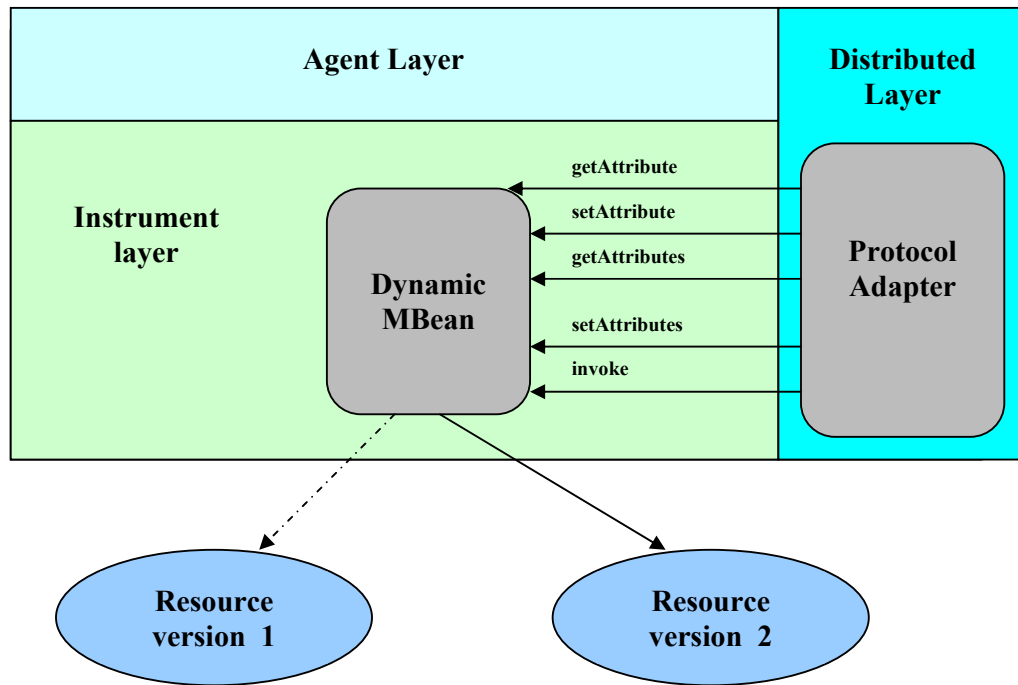 Agent Layer
Distributed
Layer
Instrument
layer
getAttribute
setAttribute
getAttributes
setAttributes
invoke
Dynamic
MBean
Protocol
Adapter
Resource
version 1
Resource
version 2